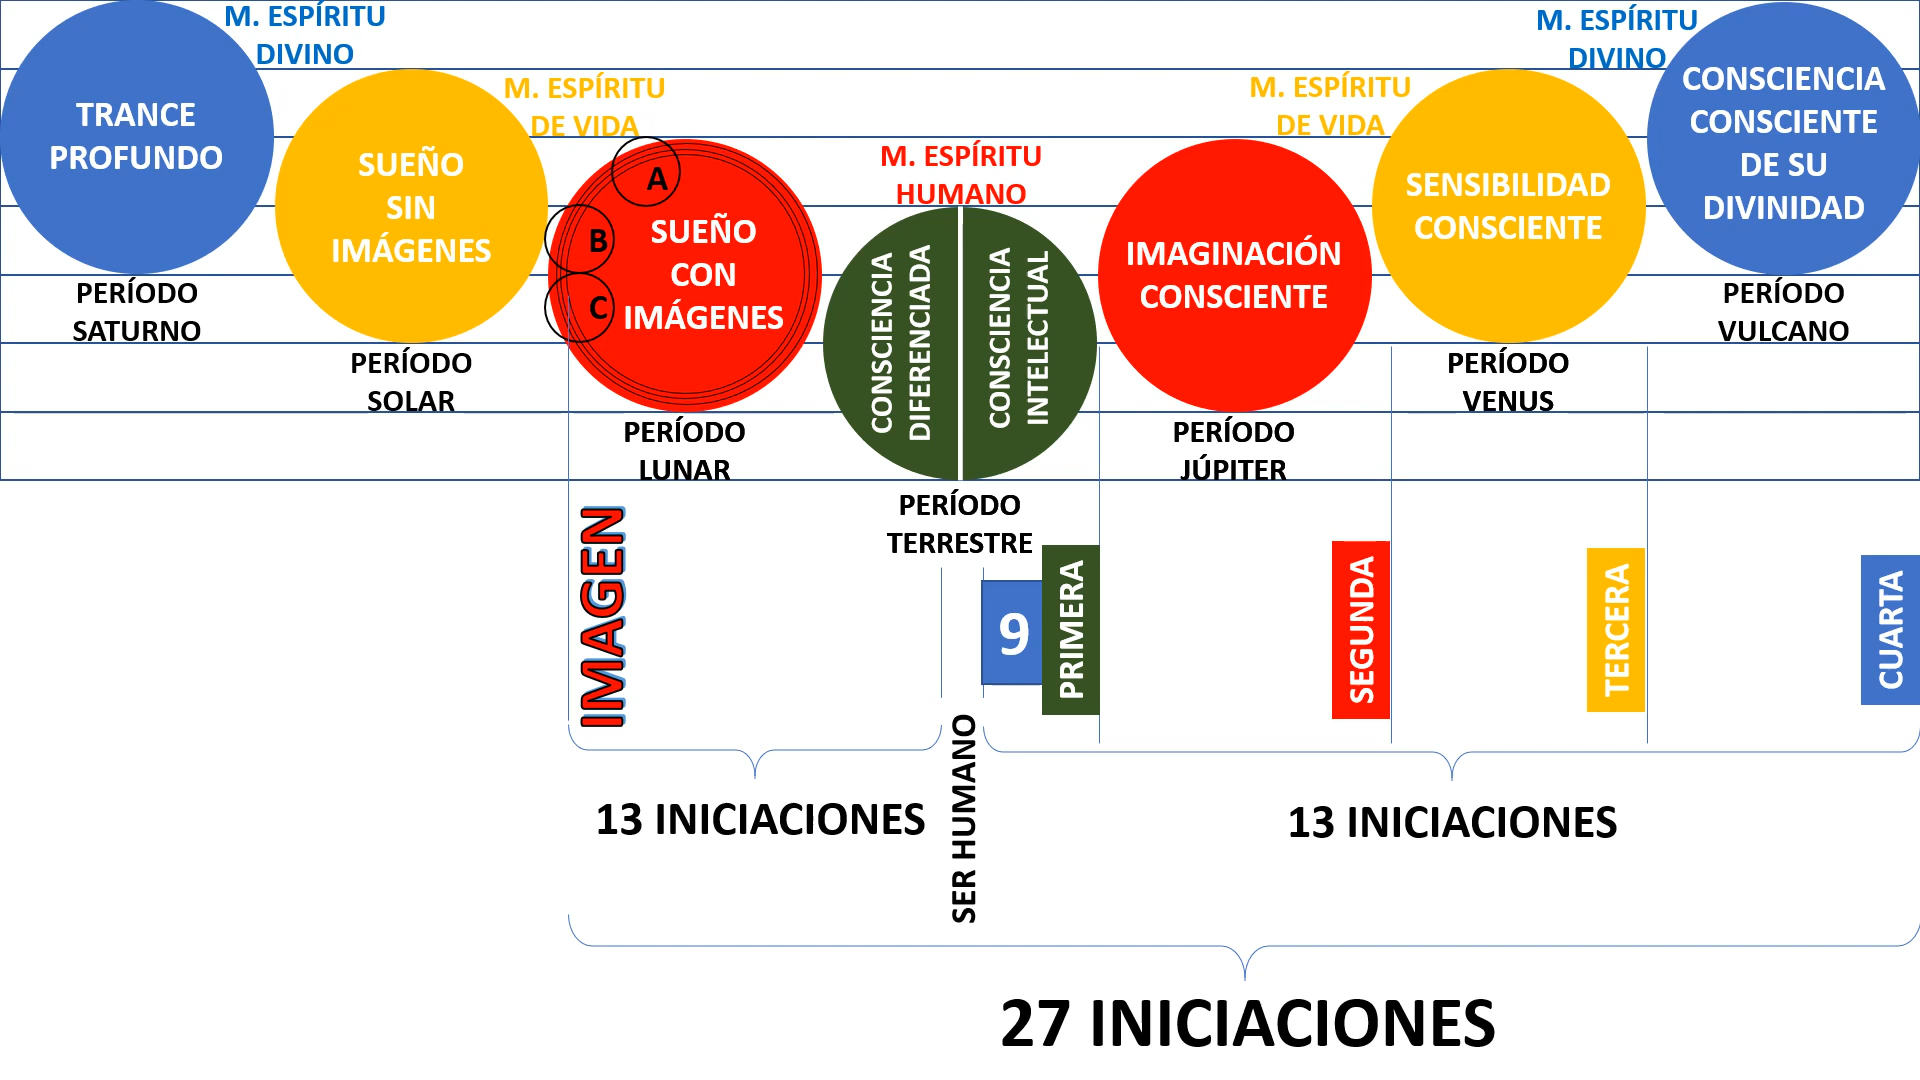 M. ESPÍRITU
DIVINO
TRANCE
PROFUNDO
PERÍODO
SATURNO
M. ESPÍRITU
DE VIDA
SUEÑO
SIN
IMÁGENES
PERÍODO
SOLAR
A
B
C
SUEÑO
CON
IMÁGENES
PERÍODO
LUNAR
M. ESPÍRITU
HUMANO
CONSCIENCIA
DIFERENCIADA
CONSCIENCIA
INTELECTUAL
PERÍODO
TERRESTRE
IMAGINACIÓN
CONSCIENTE
PERÍODO
JÚPITER
M. ESPÍRITU
DE VIDA
SENSIBILIDAD
CONSCIENTE
PERÍODO
VENUS
M. ESPÍRITU
DIVINO
CONSCIENCIA
CONSCIENTE
DE SU
DIVINIDAD
PERÍODO
VULCANO
IMAGEN
9
PRIMERA
SEGUNDA
TERCERA
CUARTA
13 INICIACIONES
SER HUMANO
13 INICIACIONES
27 INICIACIONES